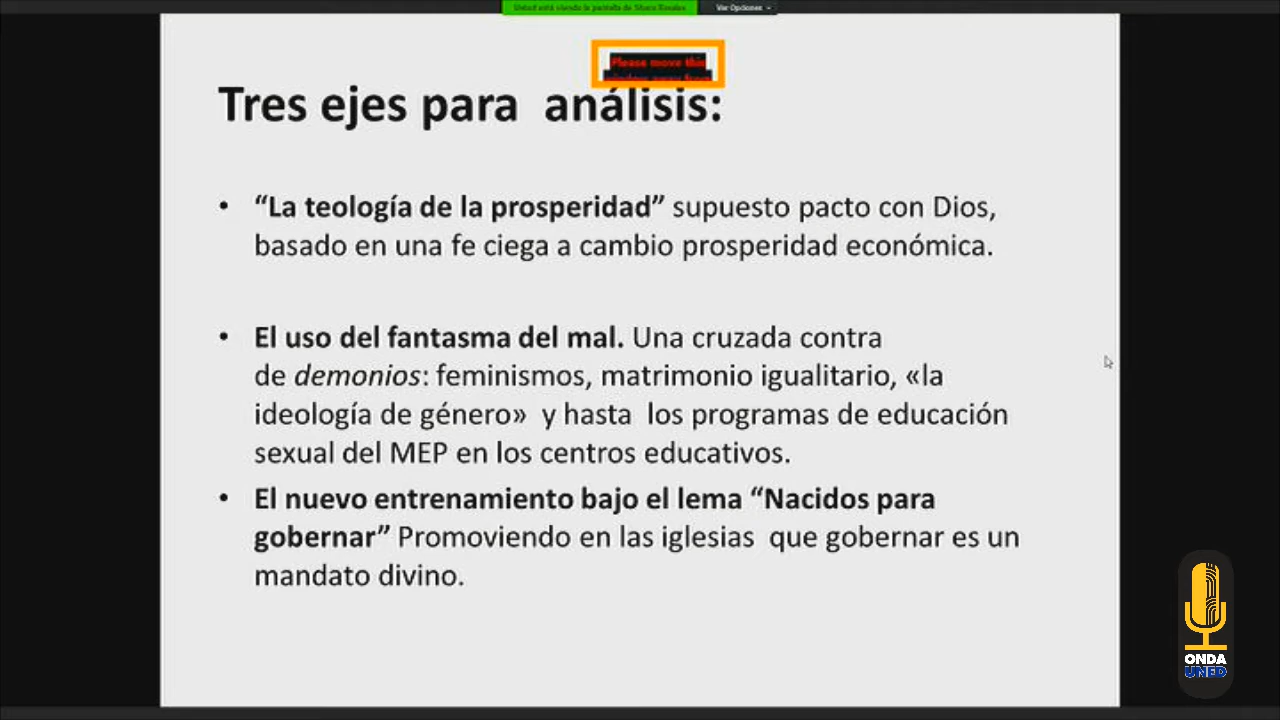 Usted está viendo la pantalla de
Ver Opciones
Please move this
window away from
Tres ejes para  análisis:
• “La teología de la prosperidad” supuesto pacto con Dios,
basado en una fe ciega a cambio prosperidad económica.
• El uso del fantasma del mal. Una cruzada contra
de demonios: feminismos, matrimonio igualitario, «la
ideología de género»  y hasta  los programas de educación
sexual del MEP en los centros educativos.
• El nuevo entrenamiento bajo el lema “Nacidos para
gobernar” Promoviendo en las iglesias  que gobernar es un
mandato divino.
ONDA
UNED